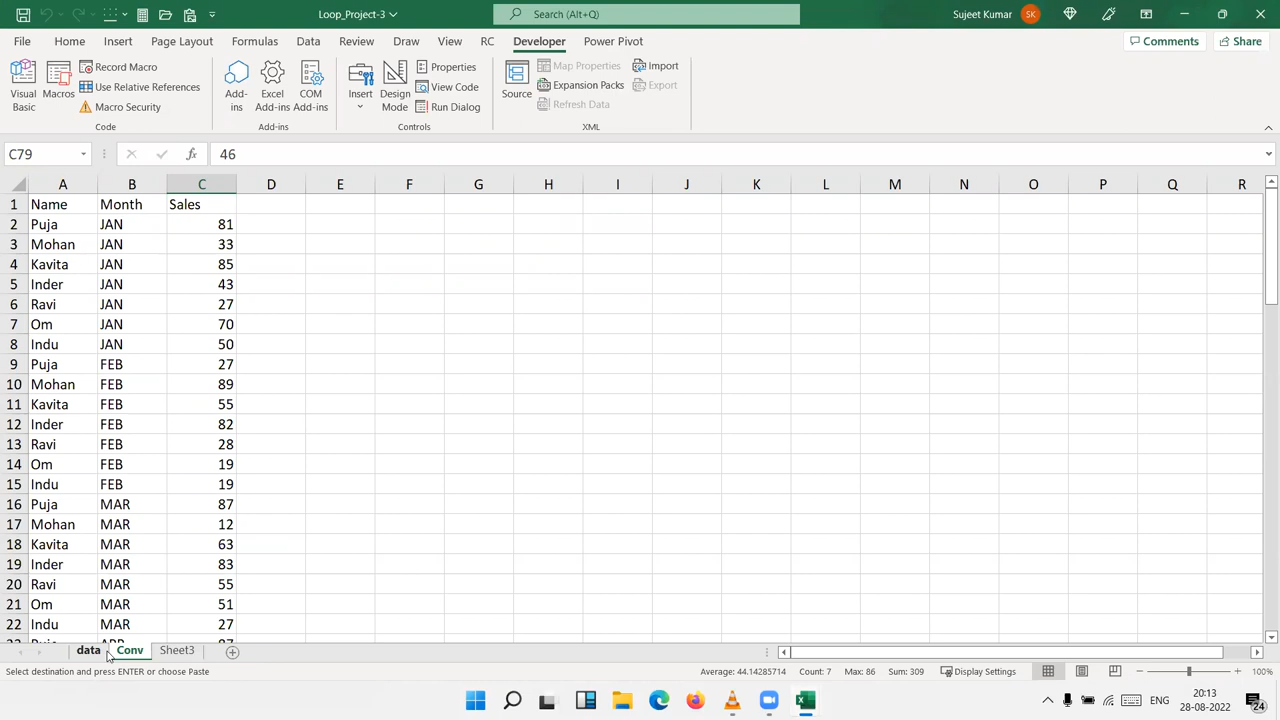 Loop_Project-3
Search (Alt+Q)
Sujeet Kumar SK
File Home Insert Page Layout Formulas Data Review Draw View RC Developer Power Pivot Comments Share
Visual Basic
Macros
Record Macro
Use Relative References
Macro Security
Code
Add-ins
Excel Add-ins
COM Add-ins
Add-ins
Insert
Design Mode
Properties
View Code
Run Dialog
Controls
Source
Map Properties
Expansion Packs
Refresh Data
Import
Export
XML
C79 fx 46
A B C D E F G H I J K L M N O P Q R
1 Name Month Sales
2 Puja JAN 81
3 Mohan JAN 33
4 Kavita JAN 85
5 Inder JAN 43
6 Ravi JAN 27
7 Om JAN 70
8 Indu JAN 50
9 Puja FEB 27
10 Mohan FEB 89
11 Kavita FEB 55
12 Inder FEB 82
13 Ravi FEB 28
14 Om FEB 19
15 Indu FEB 19
16 Puja MAR 87
17 Mohan MAR 12
18 Kavita MAR 63
19 Inder MAR 83
20 Ravi MAR 55
21 Om MAR 51
22 Indu MAR 27
data Conv Sheet3
Select destination and press ENTER or choose Paste Average: 44.14285714 Count: 7 Max: 86 Sum: 309 Display Settings 100%
ENG
20:13
28-08-2022
24